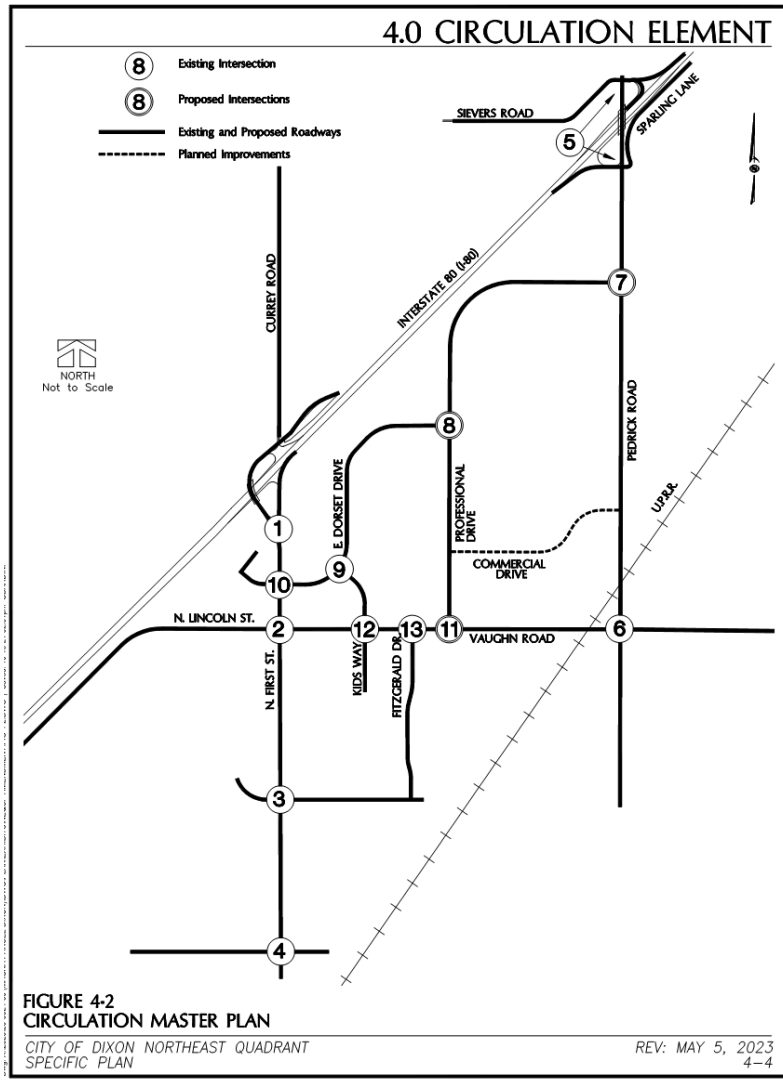 4.0 CIRCULATION ELEMENT
8 Existing Intersection
8 Proposed Intersections
Existing and Proposed Roadways
Planned Improvements
SIEVERS ROAD
SPARLING LANE
5
CURREY ROAD
INTERSTATE 80 (I-80)
7
NORTH
Not to Scale
PEDRICK ROAD
8
E. DORSET DRIVE
PROFESSIONAL
DRIVE
U.P.R.R.
1
COMMERCIAL
DRIVE
9
10
N. LINCOLN ST.
2
12
13
11
VAUGHN ROAD
6
N. FIRST ST.
KIDS WAY
FITZGERALD DR.
3
4
FIGURE 4-2
CIRCULATION MASTER PLAN
CITY OF DIXON NORTHEAST QUADRANT
SPECIFIC PLAN
REV: MAY 5, 2023
4-4